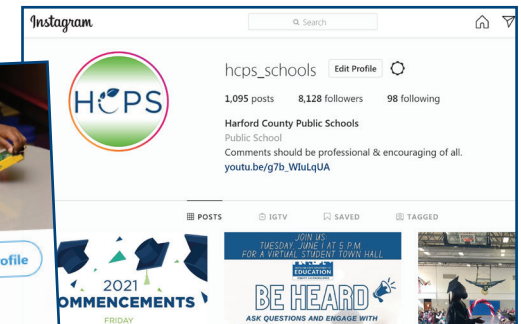 Instagram
Search
HCPS
hcps_schools Edit Profile
1,095 posts 8,128 followers 98 following
Harford County Public Schools
Public School
Comments should be professional & encouraging of all.
youtu.be/g7b_WIuLqUA
POSTS IGTV SAVED TAGGED
ofile
2021
OMMENCEMENTS
FRIDAY
JOIN US
TUESDAY, JUNE 1 AT 5 P.M.
FOR A VIRTUAL STUDENT TOWN HALL
EDUCATION
BE HEARD
ASK QUESTIONS AND ENGAGE WITH